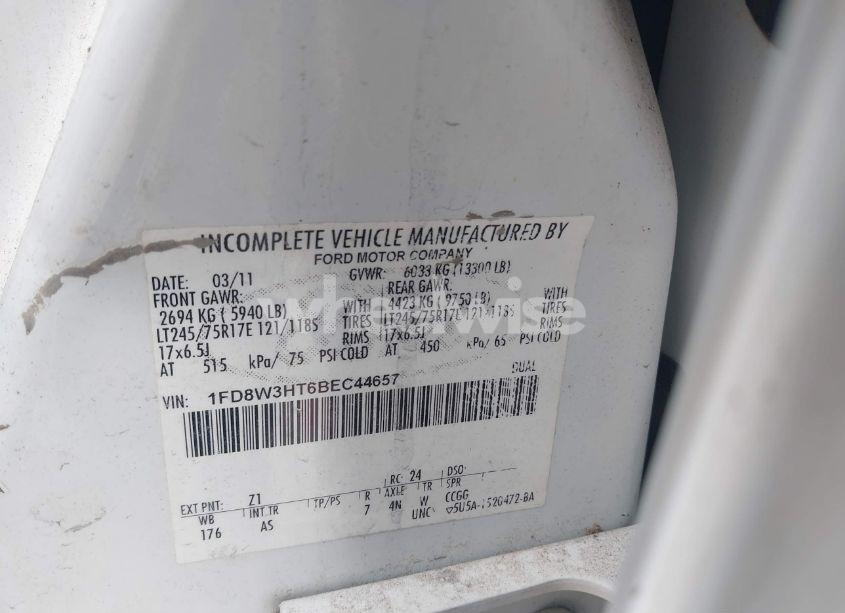 INCOMPLETE VEHICLE MANUFACTURED BY
FORD MOTOR COMPANY
DATE: 03/11 GVWR: 6033 KG (13300 LB)
FRONT GAWR: REAR GAWR:
2694 KG ( 5940 LB) WITH 4423 KG ( 9750 LB) WITH
LT245/75R17E 121/118S TIRES LT245/75R17E 121/118S TIRES
17x6.5J RIMS 17x6.5J RIMS
AT 515 kPa/ 75 PSI COLD AT 450 kPa/ 65 PSI COLD
DUAL
VIN: 1FD8W3HT6BEC44657
EXT PNT: Z1 RC: 24 DSO:
WB INT TR TP/PS R AXLE TR SPR
176 AS 7 4N W CCGG
UNC 5U5A-1520472-BA
wheelwise